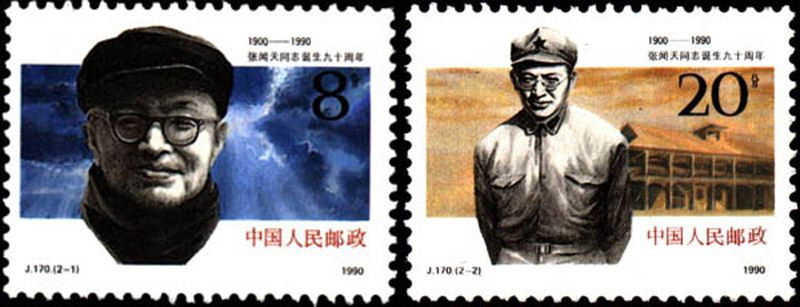 1900——1990
张闻天同志诞生九十周年
8分
中国人民邮政
J.170.(2-1)
1990
1900——1990
张闻天同志诞生九十周年
20分
中国人民邮政
J.170.(2-2)
1990